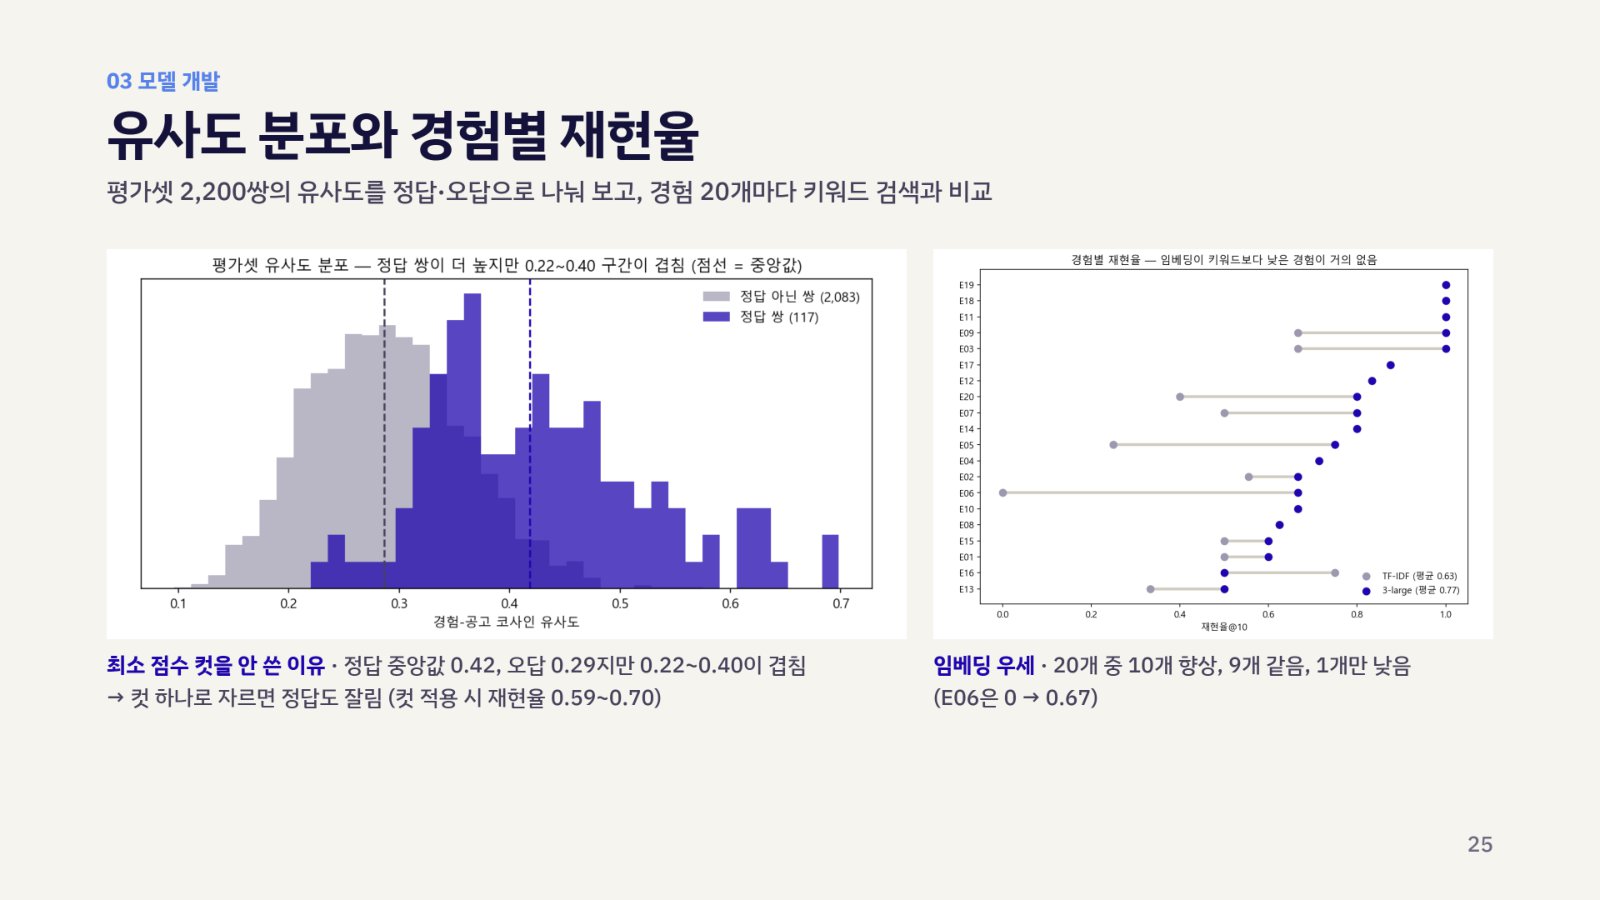 03 모델 개발
유사도 분포와 경험별 재현율
평가셋 2,200쌍의 유사도를 정답·오답으로 나눠 보고, 경험 20개마다 키워드 검색과 비교
평가셋 유사도 분포 — 정답 쌍이 더 높지만 0.22~0.40 구간이 겹침 (점선 = 중앙값)
정답 아닌 쌍 (2,083)
정답 쌍 (117)
0.1 0.2 0.3 0.4 0.5 0.6 0.7
경험-공고 코사인 유사도
최소 점수 컷을 안 쓴 이유 · 정답 중앙값 0.42, 오답 0.29지만 0.22~0.40이 겹침
→ 컷 하나로 자르면 정답도 잘림 (컷 적용 시 재현율 0.59~0.70)
경험별 재현율 — 임베딩이 키워드보다 낮은 경험이 거의 없음
E19
E18
E11
E09
E03
E17
E12
E20
E07
E14
E05
E04
E02
E06
E10
E08
E15
E01
E16
E13
TF-IDF (평균 0.63)
3-large (평균 0.77)
0.0 0.2 0.4 0.6 0.8 1.0
재현율@10
임베딩 우세 · 20개 중 10개 향상, 9개 같음, 1개만 낮음
(E06은 0 → 0.67)
25